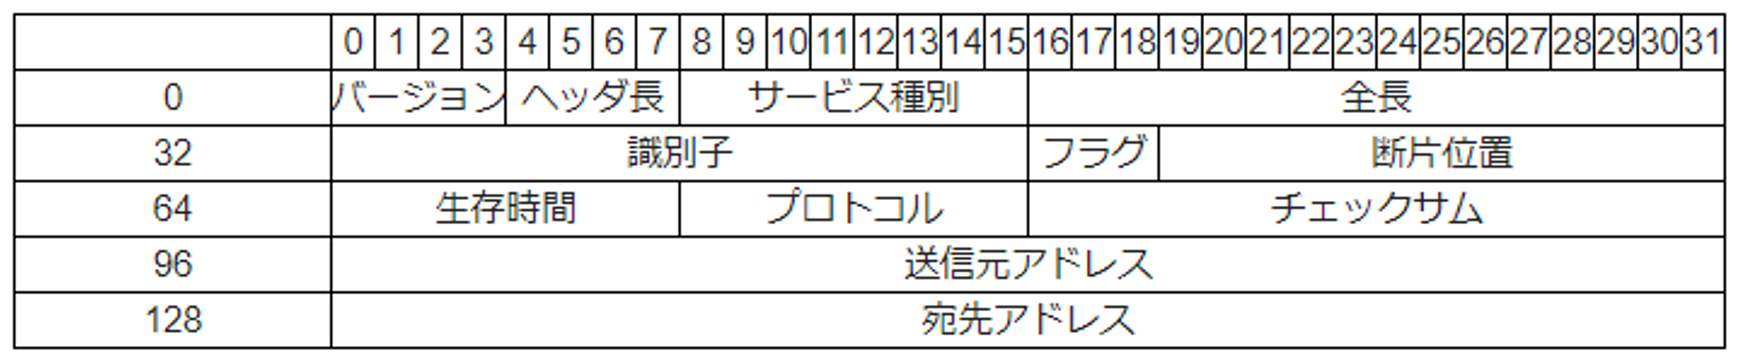 0 1 2 3 4 5 6 7 8 9 10 11 12 13 14 15 16 17 18 19 20 21 22 23 24 25 26 27 28 29 30 31
0 バージョン ヘッダ長 サービス種別 全長
32 識別子 フラグ 断片位置
64 生存時間 プロトコル チェックサム
96 送信元アドレス
128 宛先アドレス